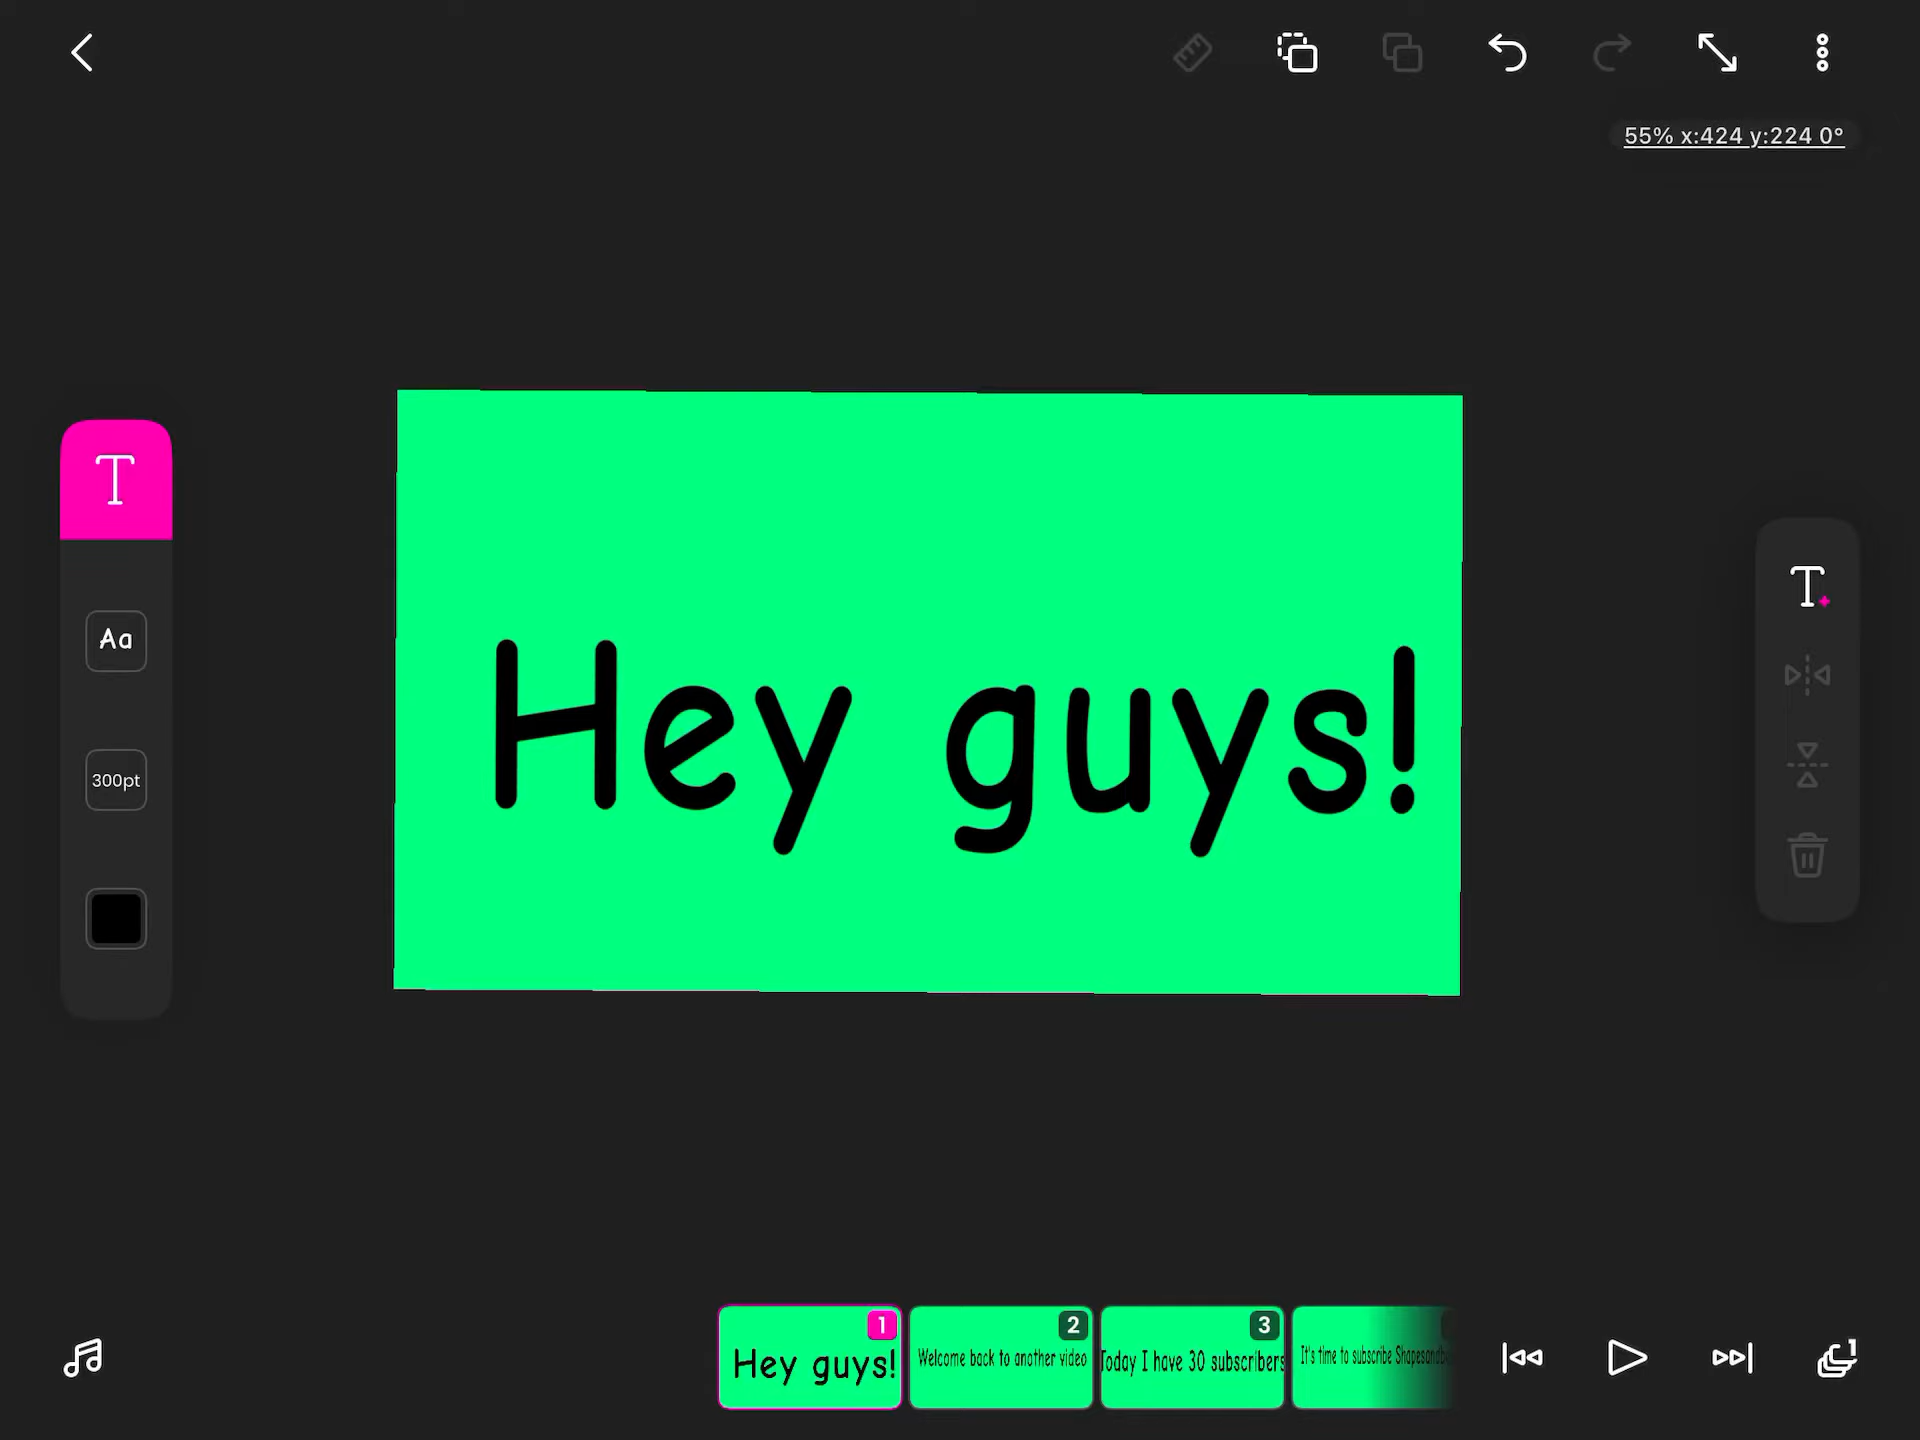 55% x:424 y:224 0°
T
Aa
300pt
T
Hey guys!
1
Hey guys!
2
Welcome back to another video
3
Today I have 30 subscribers
It's time to subscribe
1